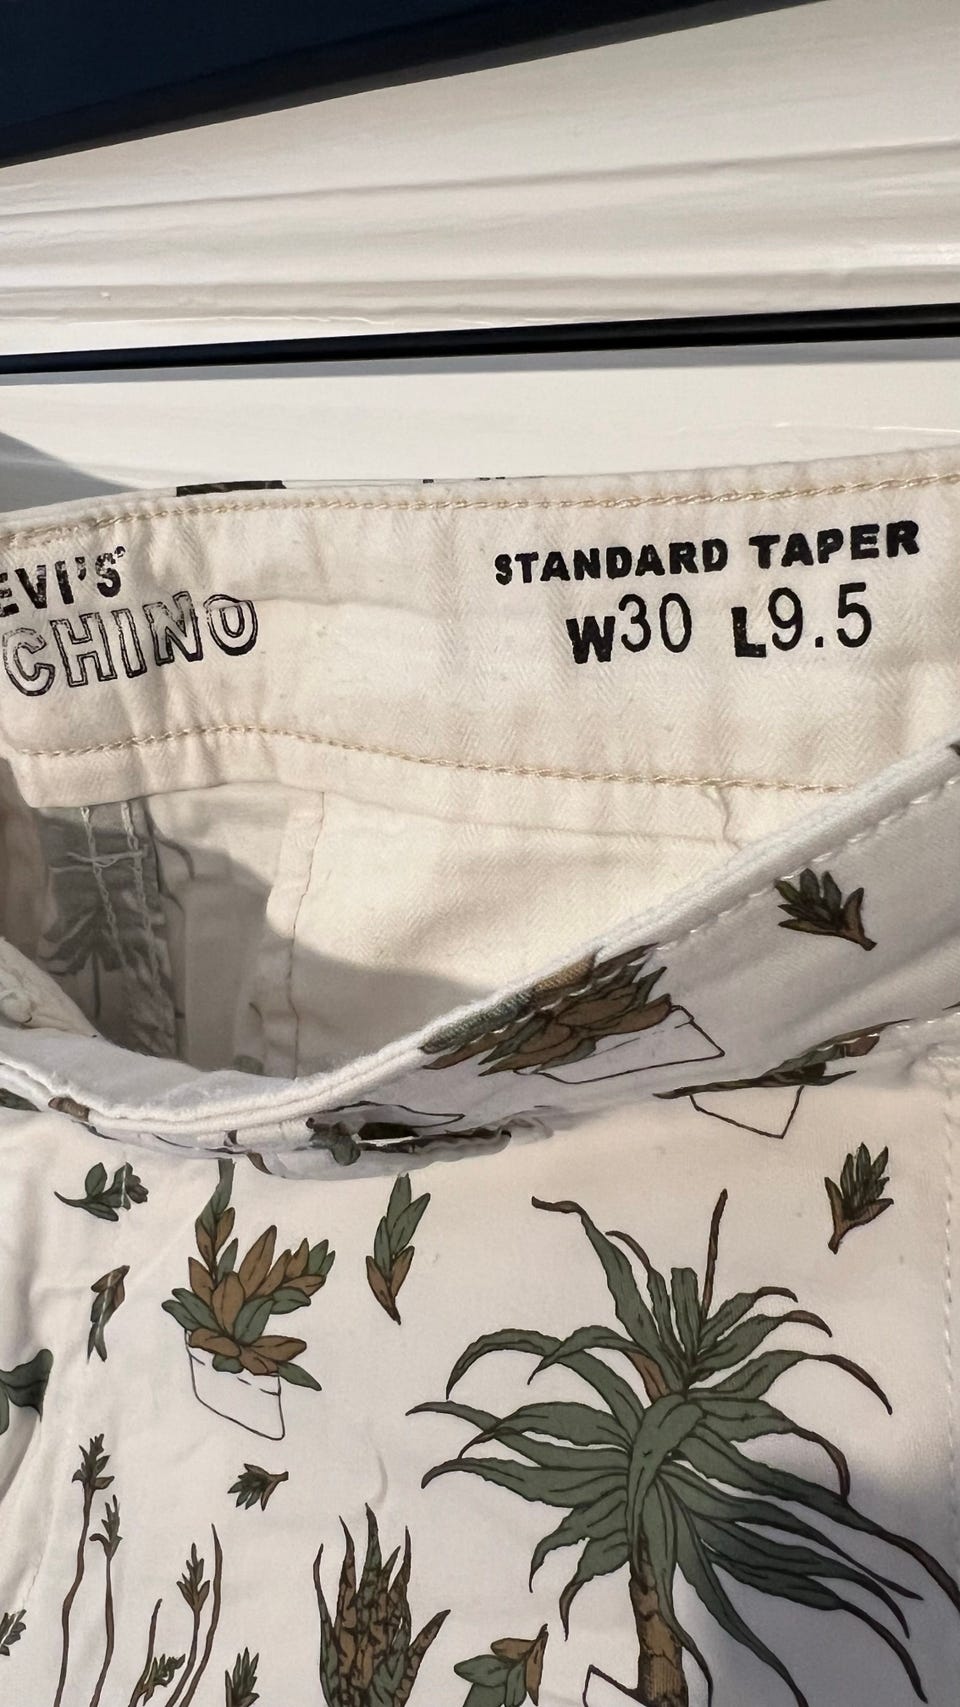 EVI'S
CHINO
STANDARD TAPER
W30 L9.5